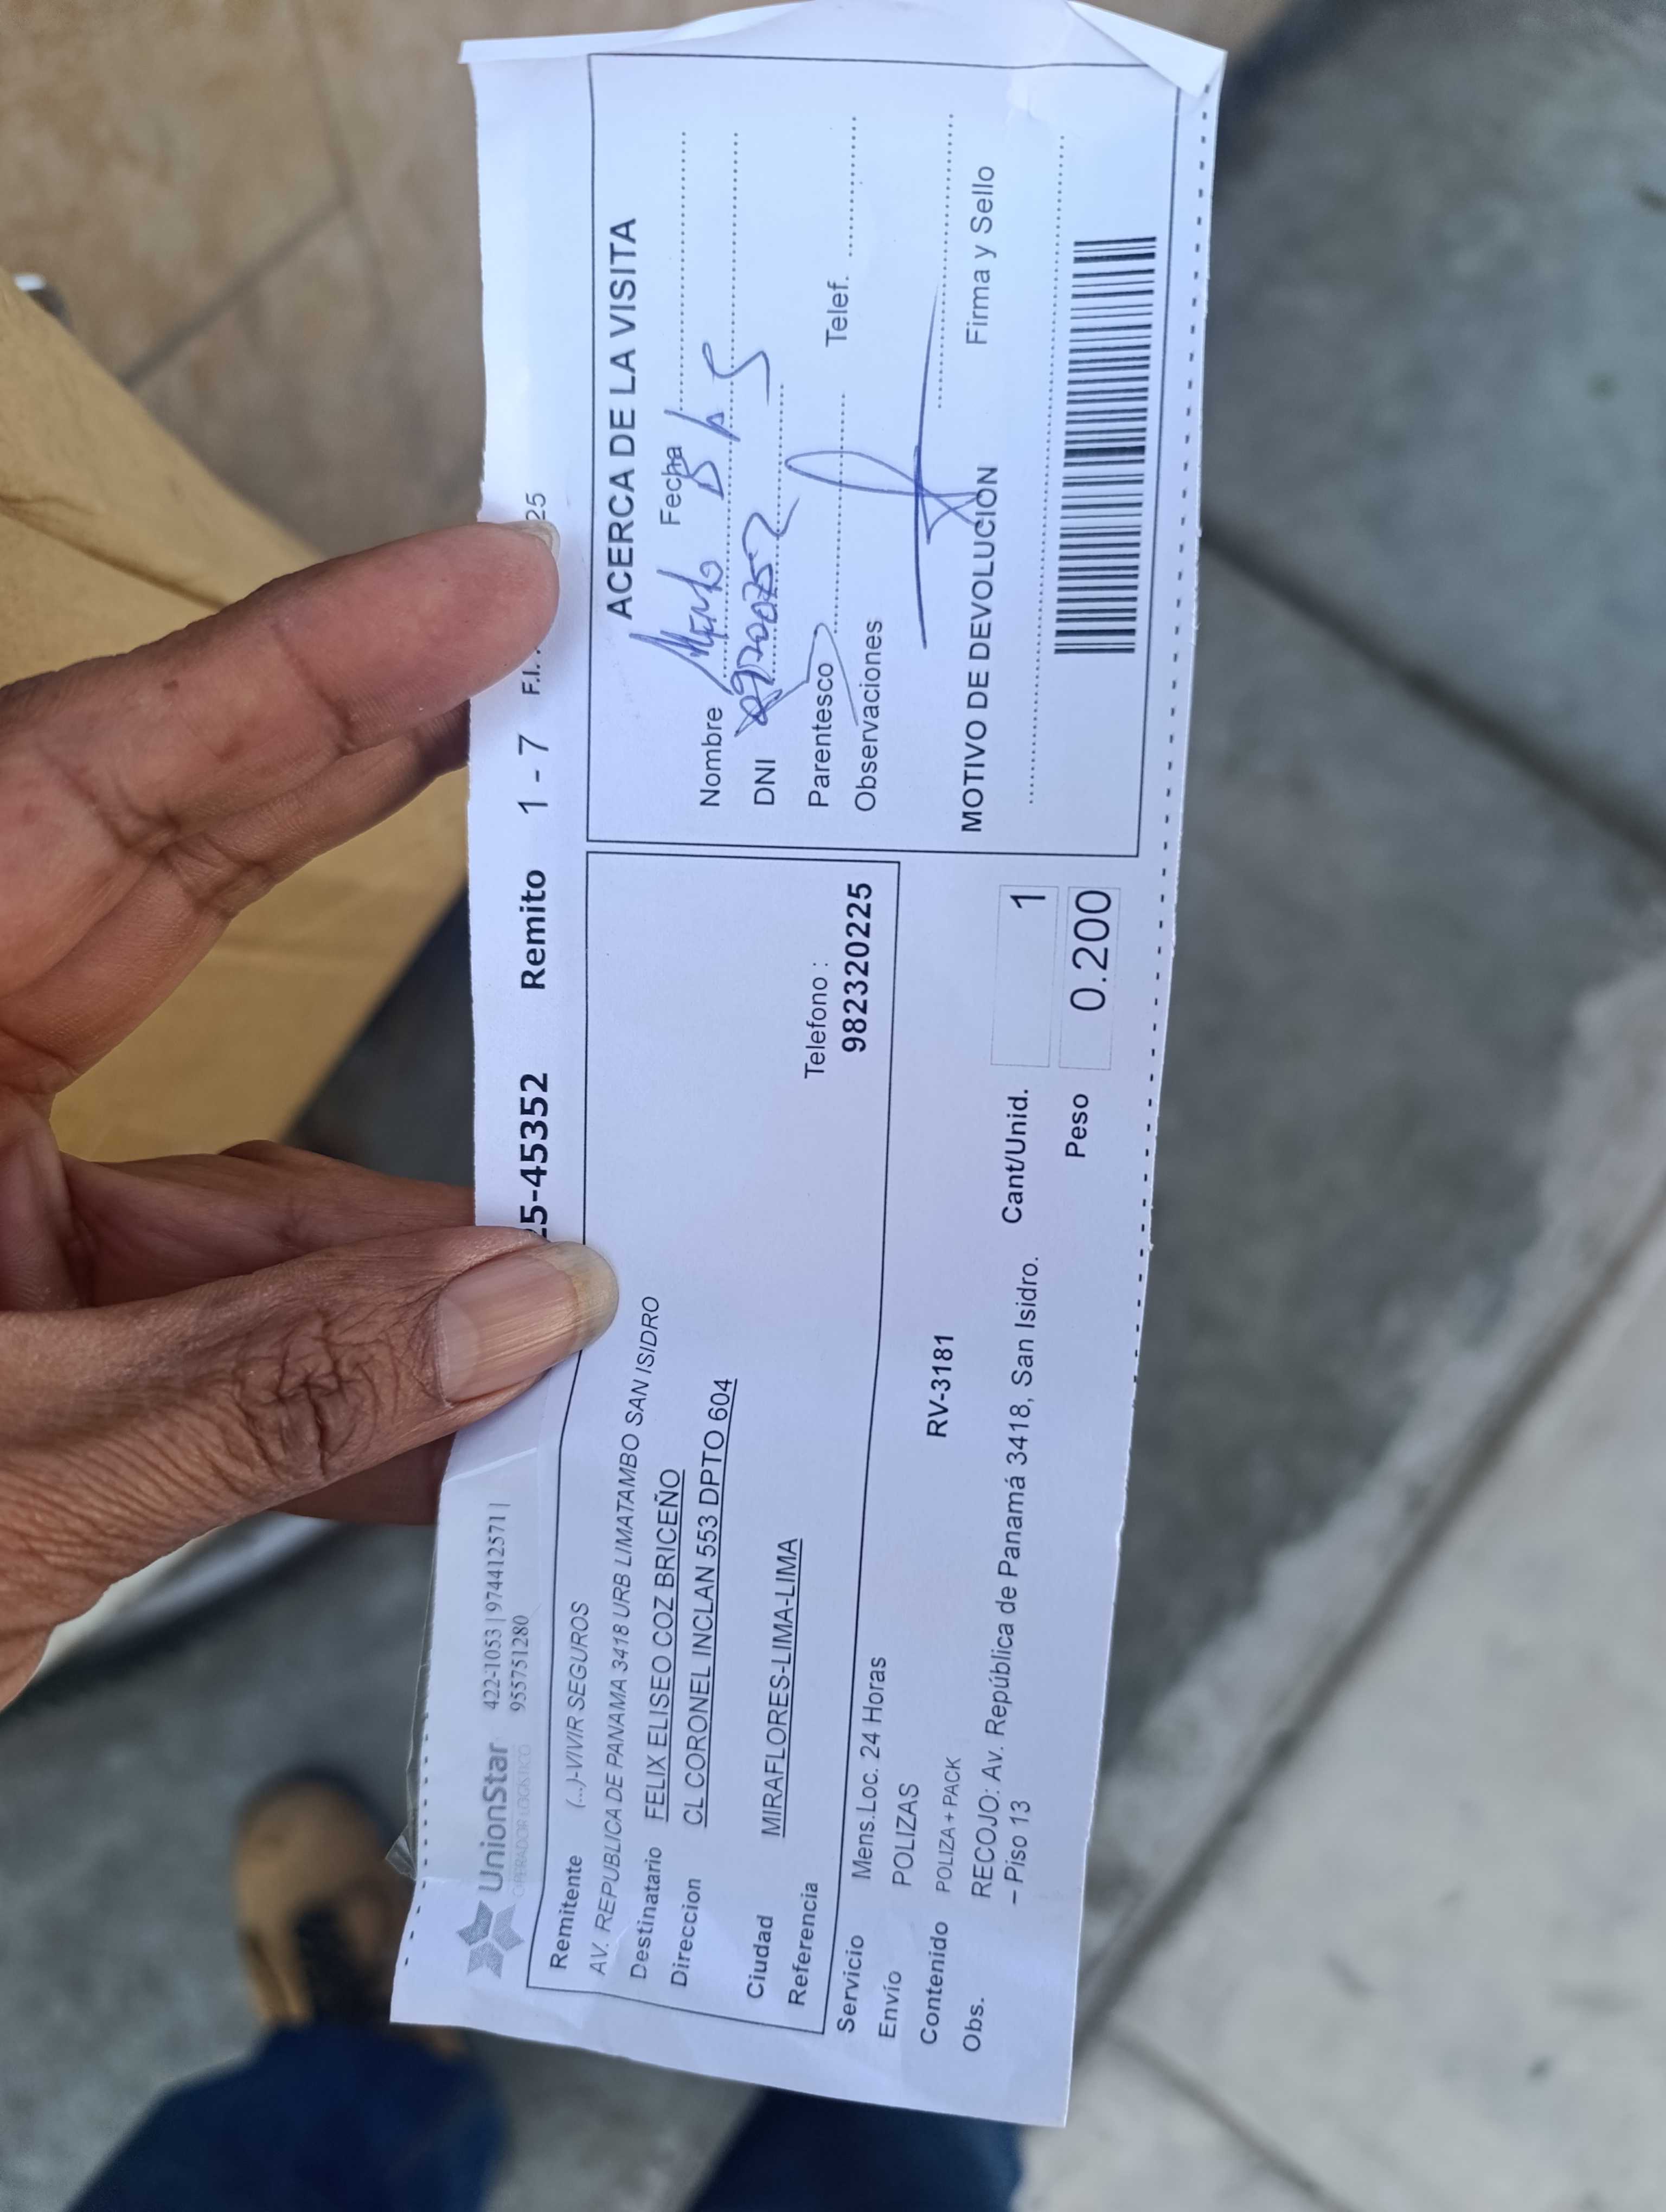 UnionStar 422-1053 | 974412571 |
OPERADOR LOGISTICO 955751280
5-45352 Remito 1 - 7 F.I. 25
Remitente (...)-VIVIR SEGUROS
AV. REPUBLICA DE PANAMA 3418 URB LIMATAMBO SAN ISIDRO
Destinatario FELIX ELISEO COZ BRICEÑO
Direccion CL CORONEL INCLAN 553 DPTO 604
Ciudad MIRAFLORES-LIMA-LIMA
Referencia
Telefono :
982320225
Servicio Mens.Loc. 24 Horas
Envío POLIZAS
Contenido POLIZA + PACK
RV-3181
Obs. RECOJO: Av. República de Panamá 3418, San Isidro.
– Piso 13
Cant/Unid. 1
Peso 0.200
ACERCA DE LA VISITA
Nombre Fecha
DNI
Parentesco Telef.
Observaciones
Firma y Sello
MOTIVO DE DEVOLUCION